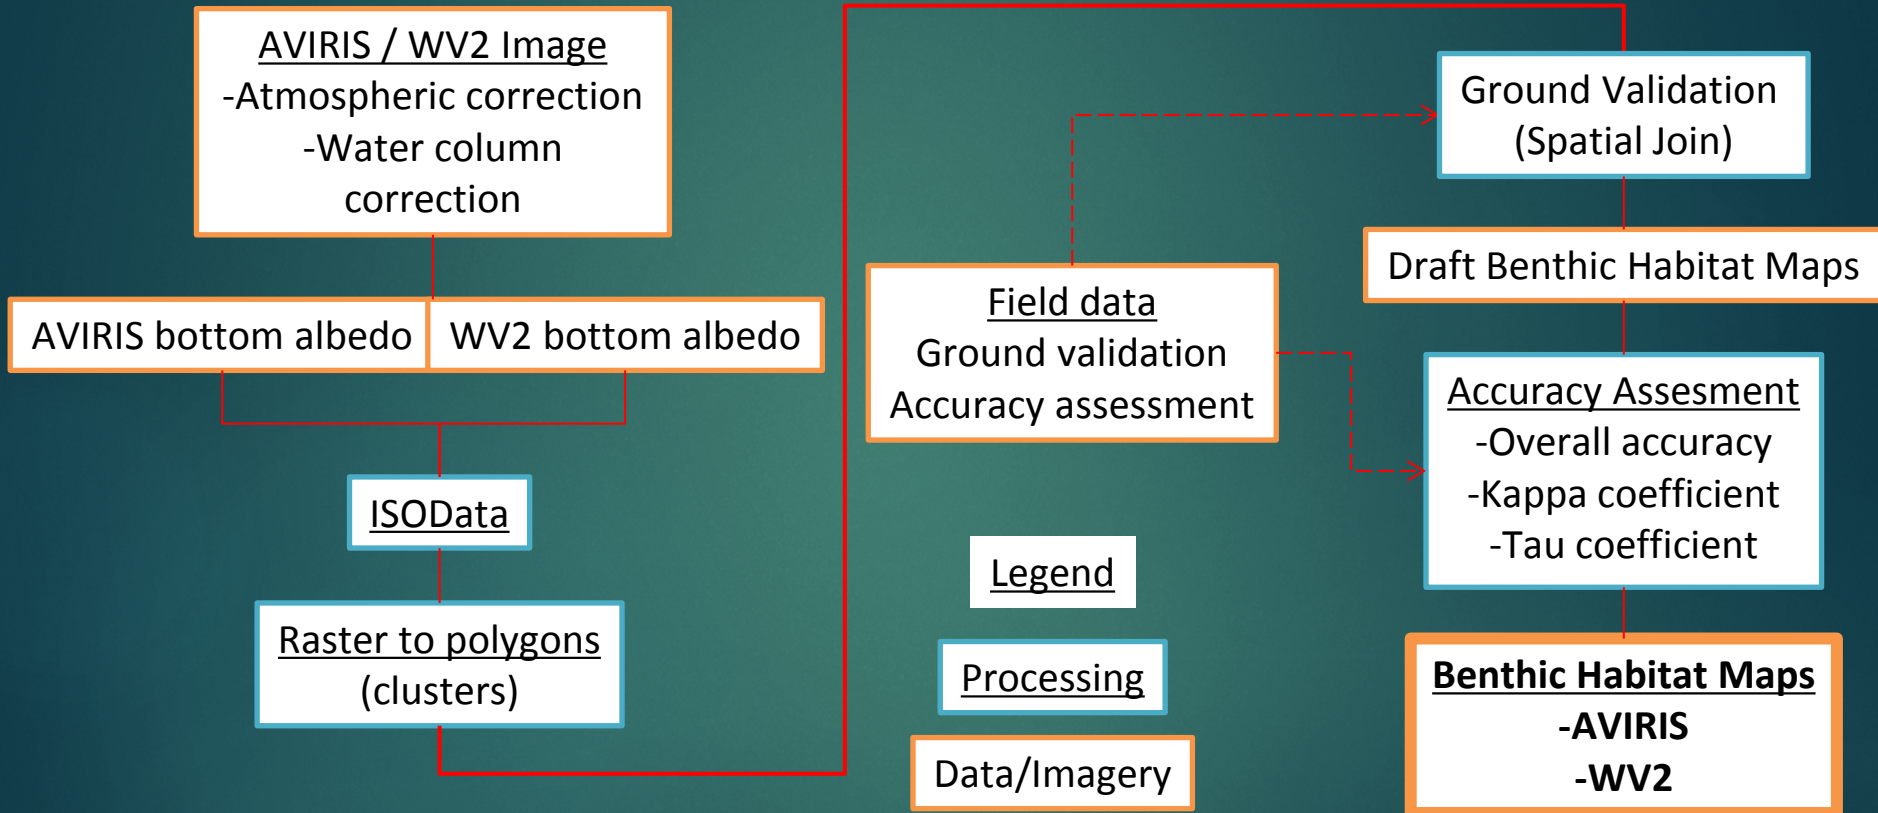 AVIRIS / WV2 Image
-Atmospheric correction
-Water column
correction
AVIRIS bottom albedo
WV2 bottom albedo
ISOData
Raster to polygons
(clusters)
Field data
Ground validation
Accuracy assessment
Legend
Processing
Data/Imagery
Ground Validation
(Spatial Join)
Draft Benthic Habitat Maps
Accuracy Assesment
-Overall accuracy
-Kappa coefficient
-Tau coefficient
Benthic Habitat Maps
-AVIRIS
-WV2